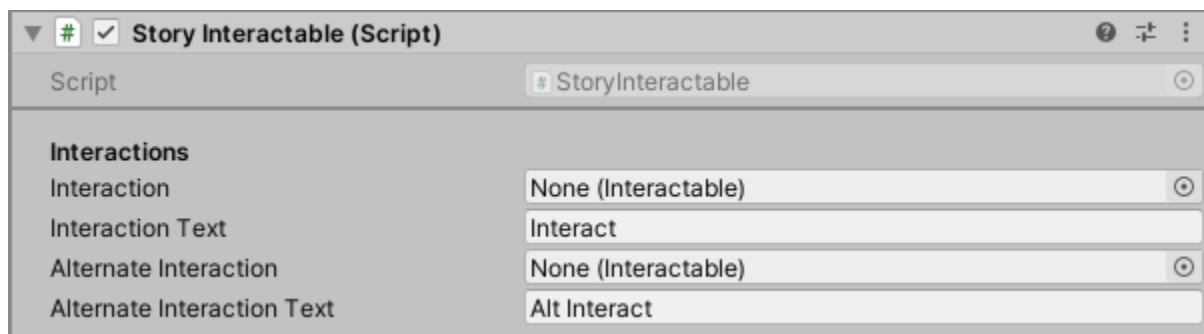 Story Interactable (Script)
Script # StoryInteractable
Interactions
Interaction None (Interactable)
Interaction Text Interact
Alternate Interaction None (Interactable)
Alternate Interaction Text Alt Interact